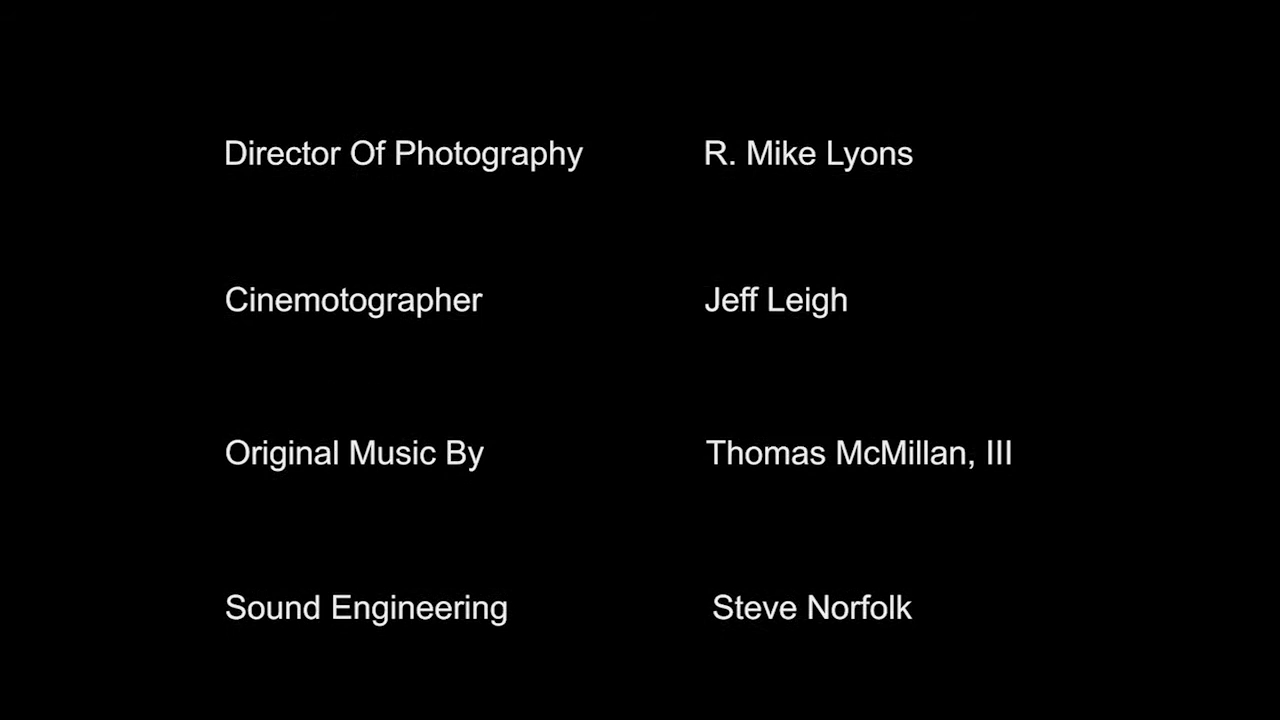 Director Of Photography R. Mike Lyons
Cinemotographer Jeff Leigh
Original Music By Thomas McMillan, III
Sound Engineering Steve Norfolk